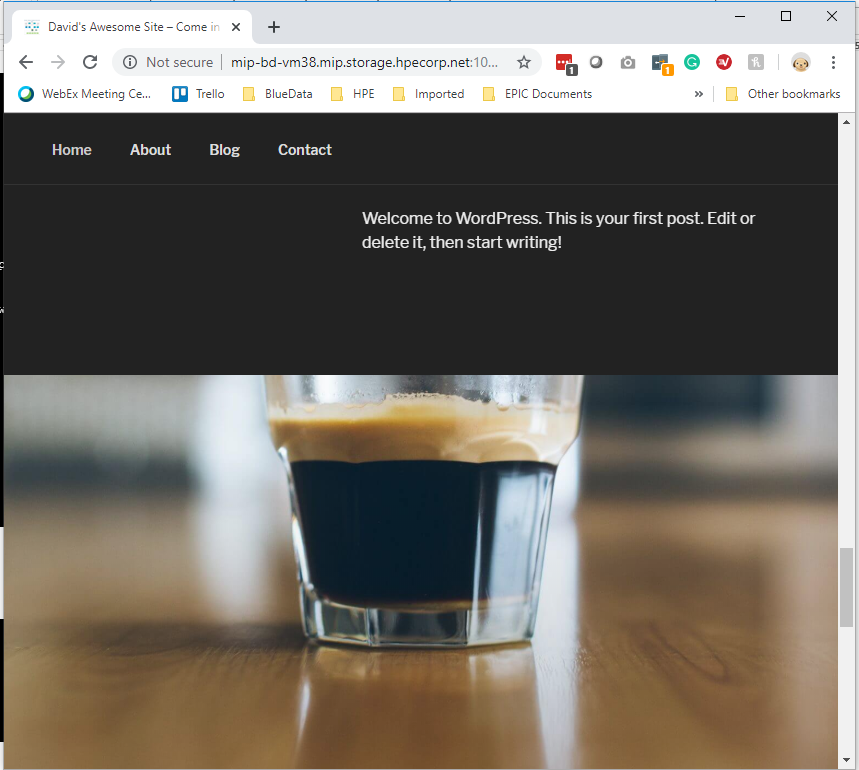 David's Awesome Site – Come in
Not secure | mip-bd-vm38.mip.storage.hpecorp.net:10...
1
1
WebEx Meeting Ce... Trello BlueData HPE Imported EPIC Documents » Other bookmarks
Home About Blog Contact
Welcome to WordPress. This is your first post. Edit or
delete it, then start writing!